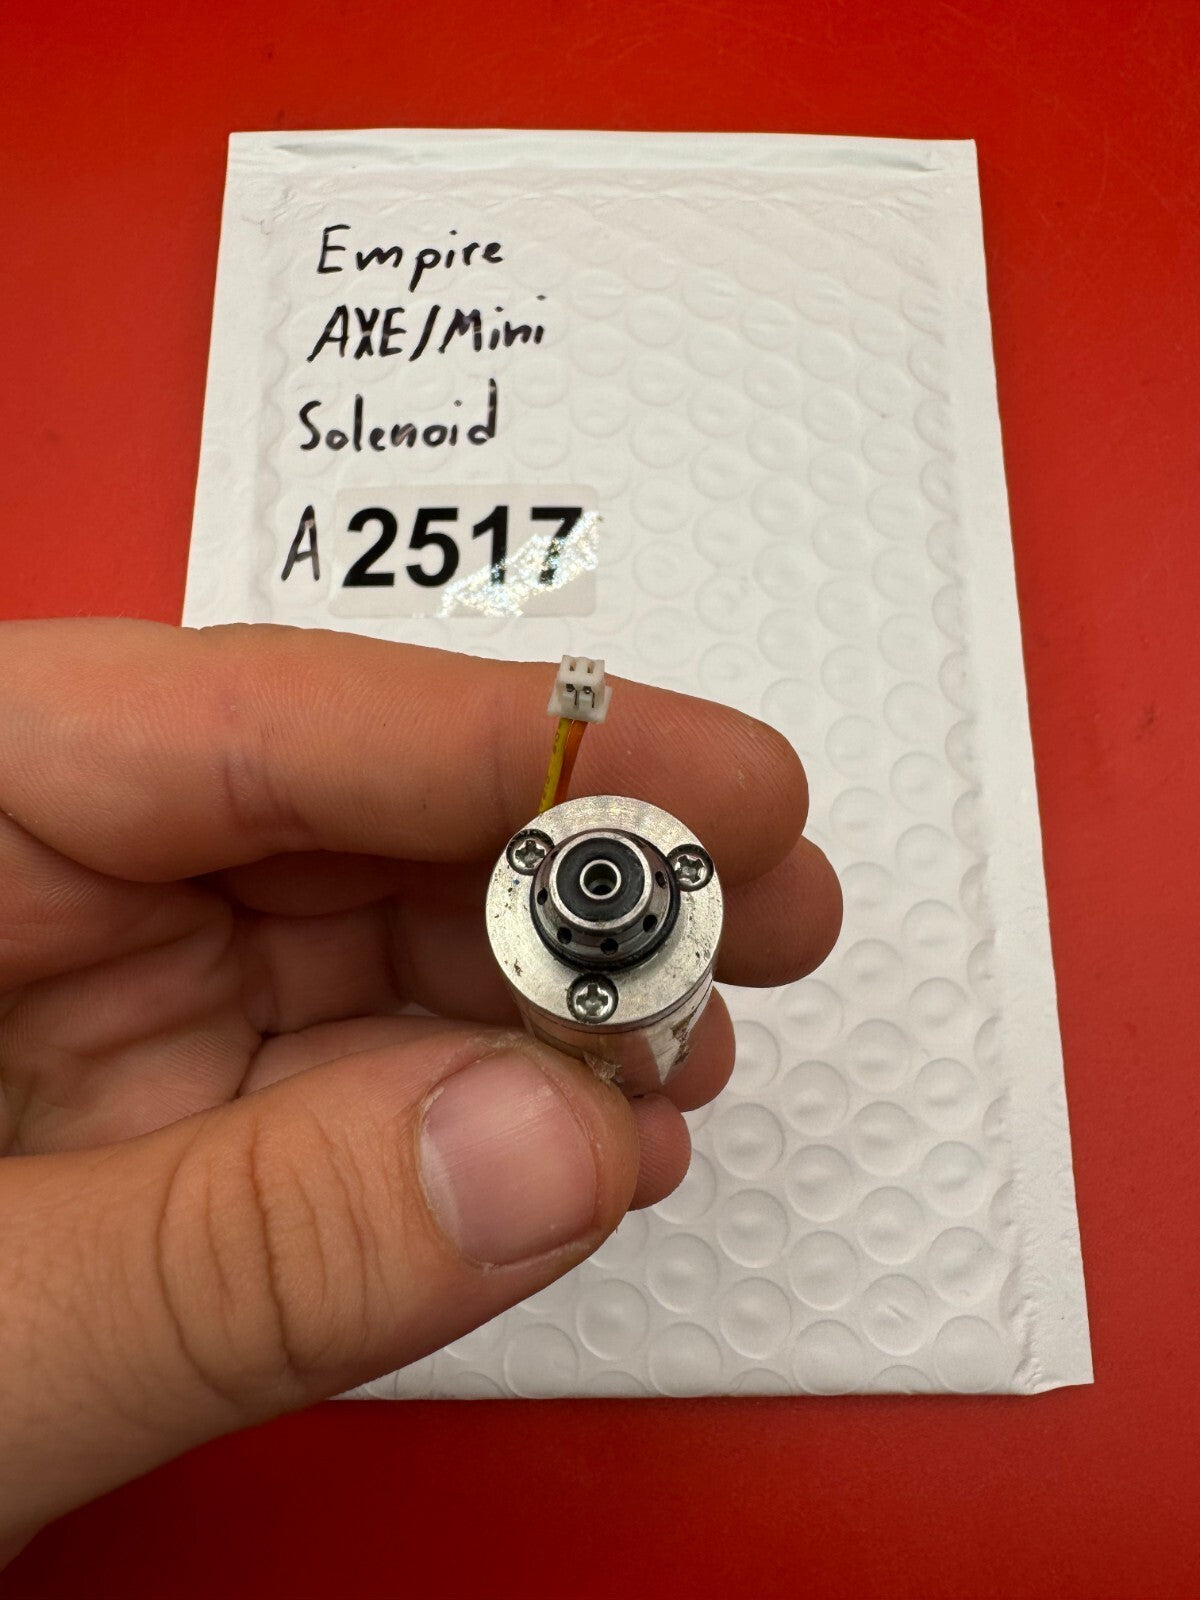 Empire
AXE/Mini
Solenoid
A 2517